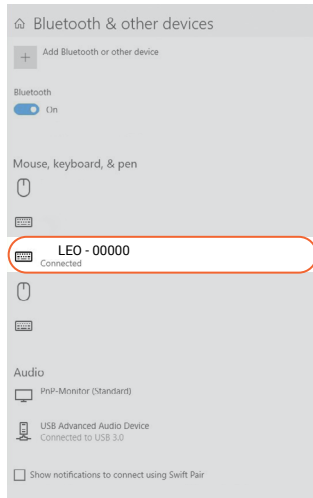 Bluetooth & other devices
Add Bluetooth or other device
Bluetooth
On
Mouse, keyboard, & pen
LEO - 00000
Connected
Audio
PnP-Monitor (Standard)
USB Advanced Audio Device
Connected to USB 3.0
Show notifications to connect using Swift Pair